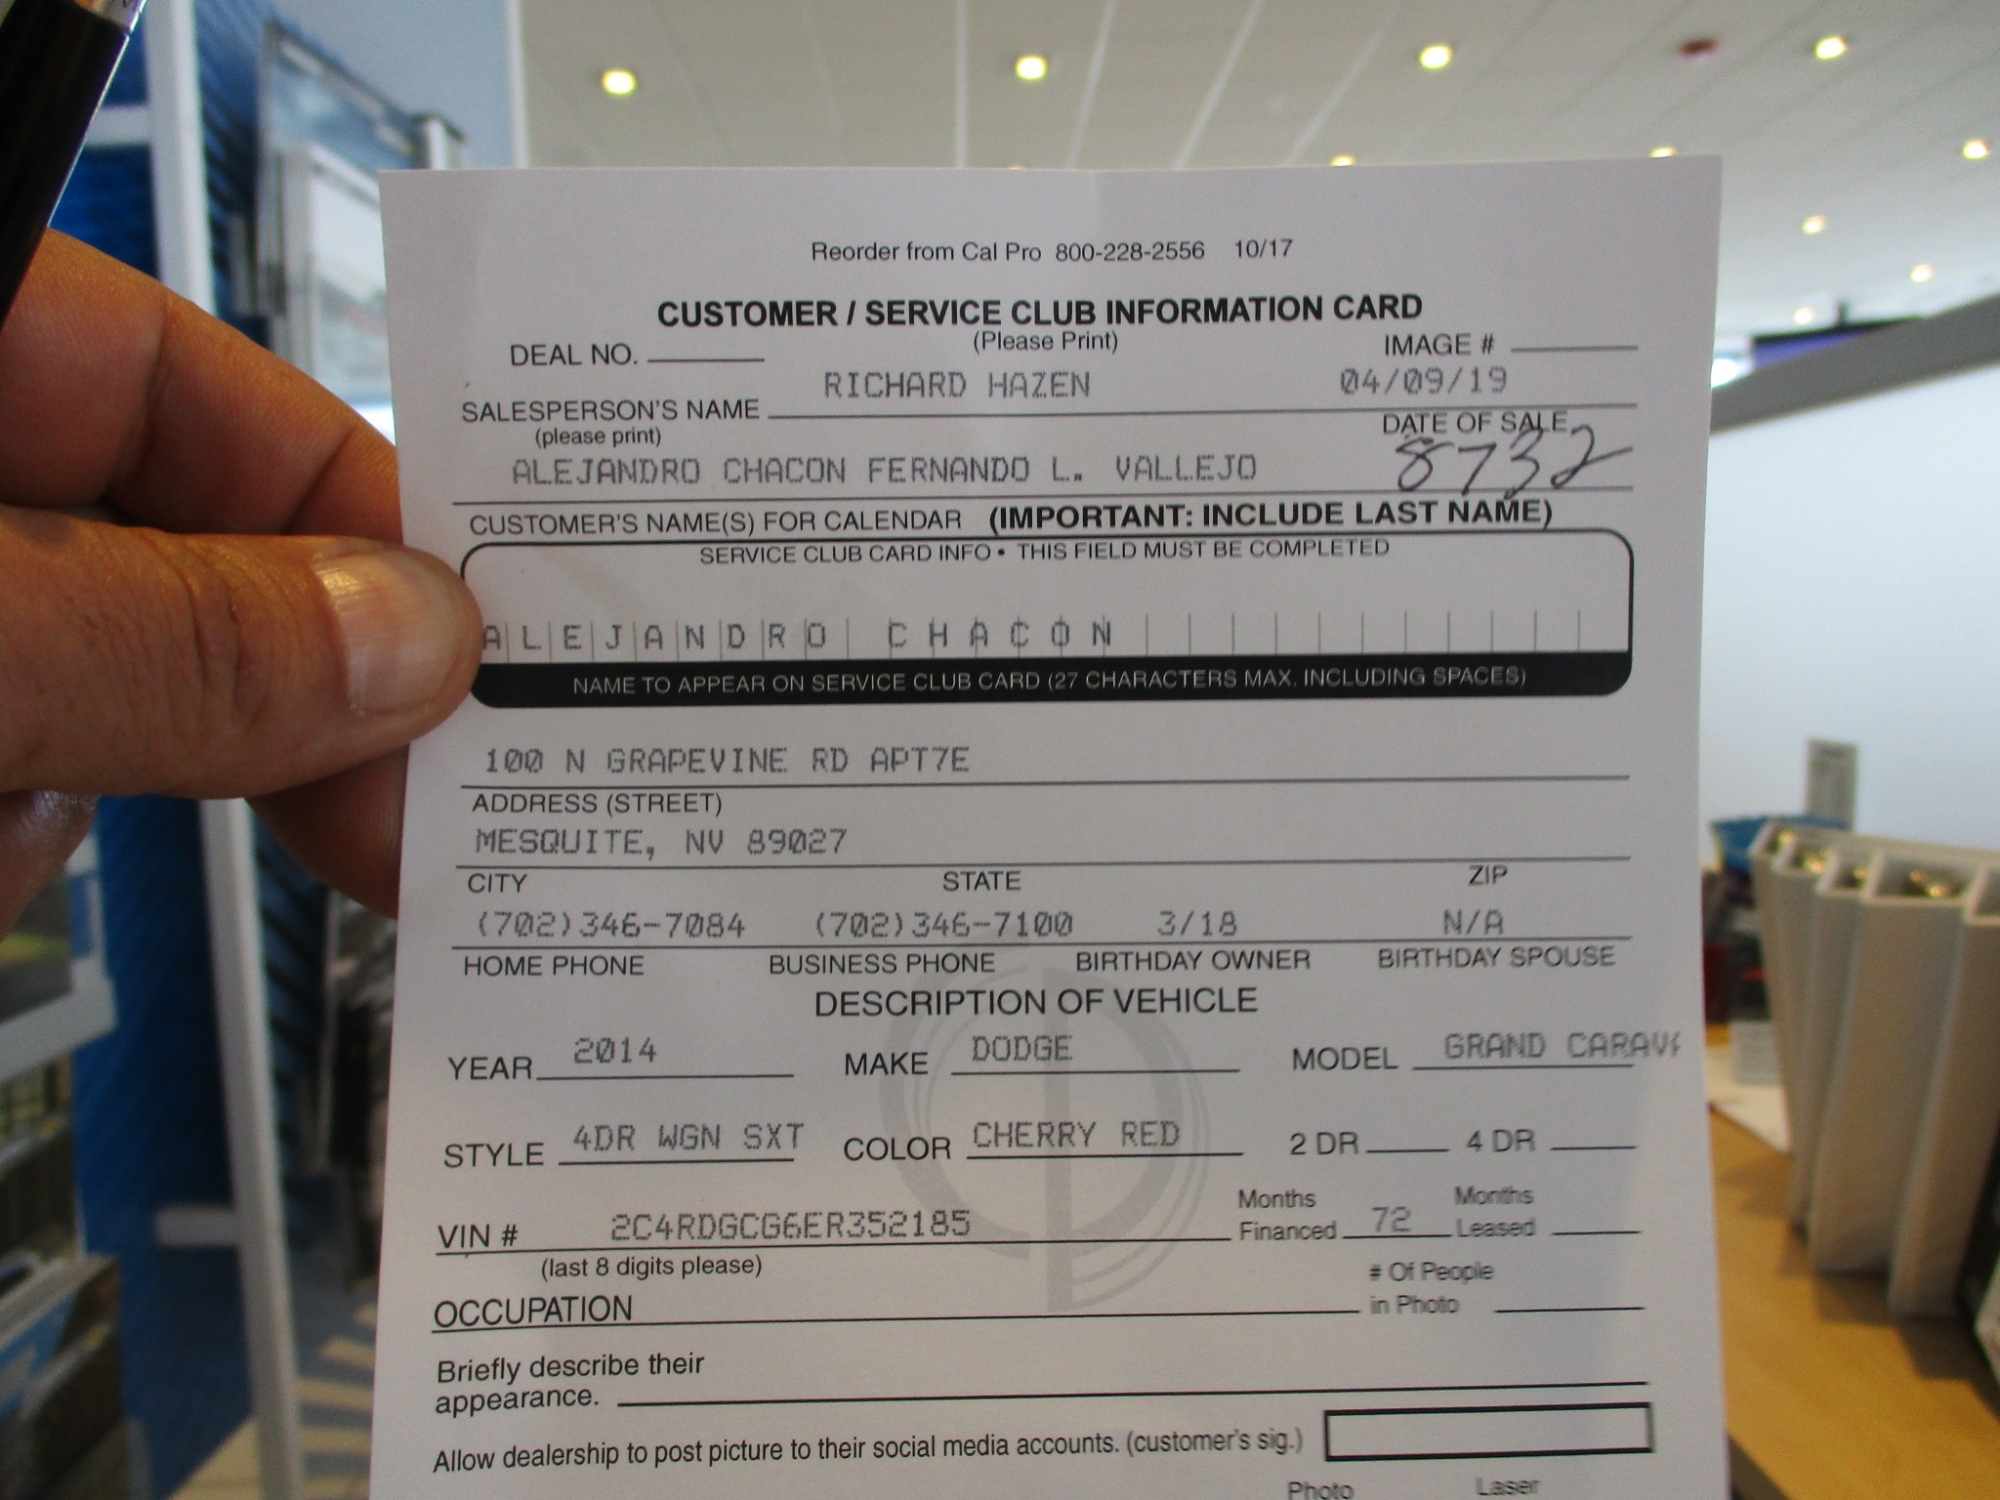 Reorder from Cal Pro 800-228-2556 10/17
CUSTOMER / SERVICE CLUB INFORMATION CARD
(Please Print)
DEAL NO. IMAGE #
RICHARD HAZEN 04/09/19
SALESPERSON'S NAME DATE OF SALE
(please print)
ALEJANDRO CHACON FERNANDO L. VALLEJO 8732
CUSTOMER'S NAME(S) FOR CALENDAR (IMPORTANT: INCLUDE LAST NAME)
SERVICE CLUB CARD INFO • THIS FIELD MUST BE COMPLETED
ALEJANDRO CHACON
NAME TO APPEAR ON SERVICE CLUB CARD (27 CHARACTERS MAX. INCLUDING SPACES)
100 N GRAPEVINE RD APT7E
ADDRESS (STREET)
MESQUITE, NV 89027
CITY STATE ZIP
(702)346-7084 (702)346-7100 3/18 N/A
HOME PHONE BUSINESS PHONE BIRTHDAY OWNER BIRTHDAY SPOUSE
DESCRIPTION OF VEHICLE
YEAR 2014 MAKE DODGE MODEL GRAND CARAVA
STYLE 4DR WGN SXT COLOR CHERRY RED 2 DR 4 DR
VIN # 2C4RDGCG6ER352185 Months Financed 72 Months Leased
(last 8 digits please)
OCCUPATION # Of People in Photo
Briefly describe their
appearance.
Allow dealership to post picture to their social media accounts. (customer's sig.)
Photo Laser